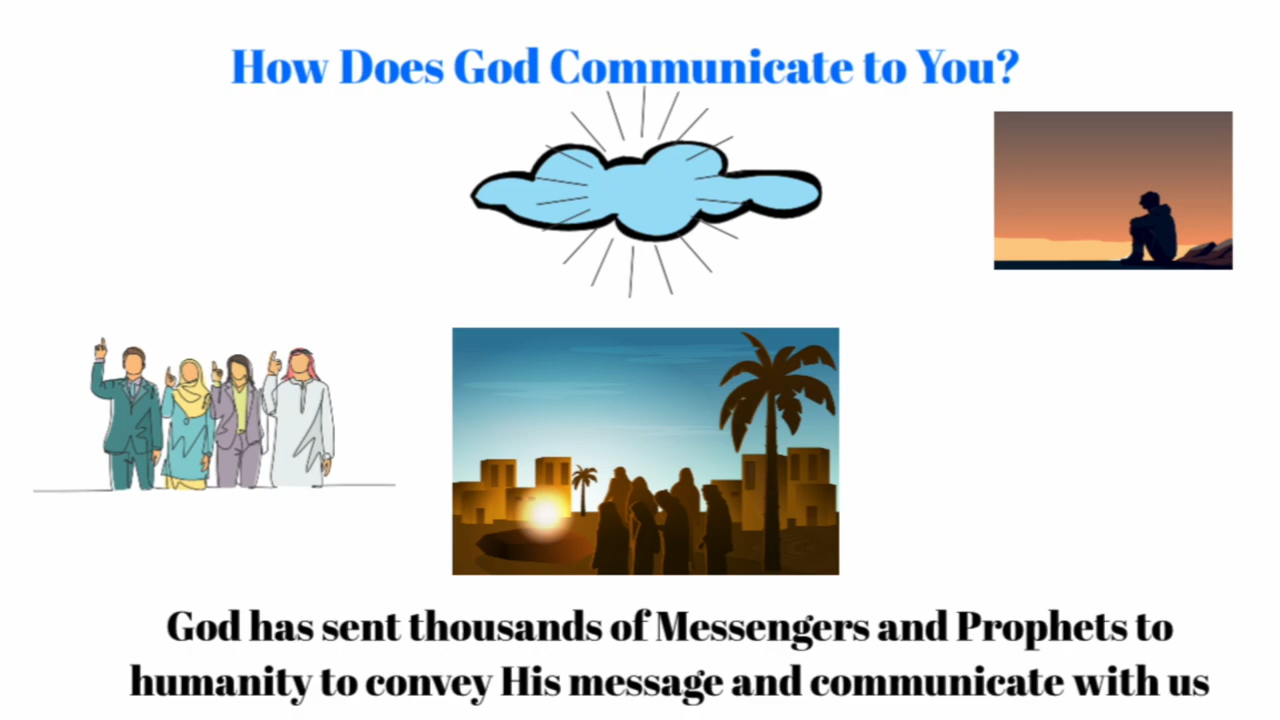 How Does God Communicate to You?
God has sent thousands of Messengers and Prophets to
humanity to convey His message and communicate with us